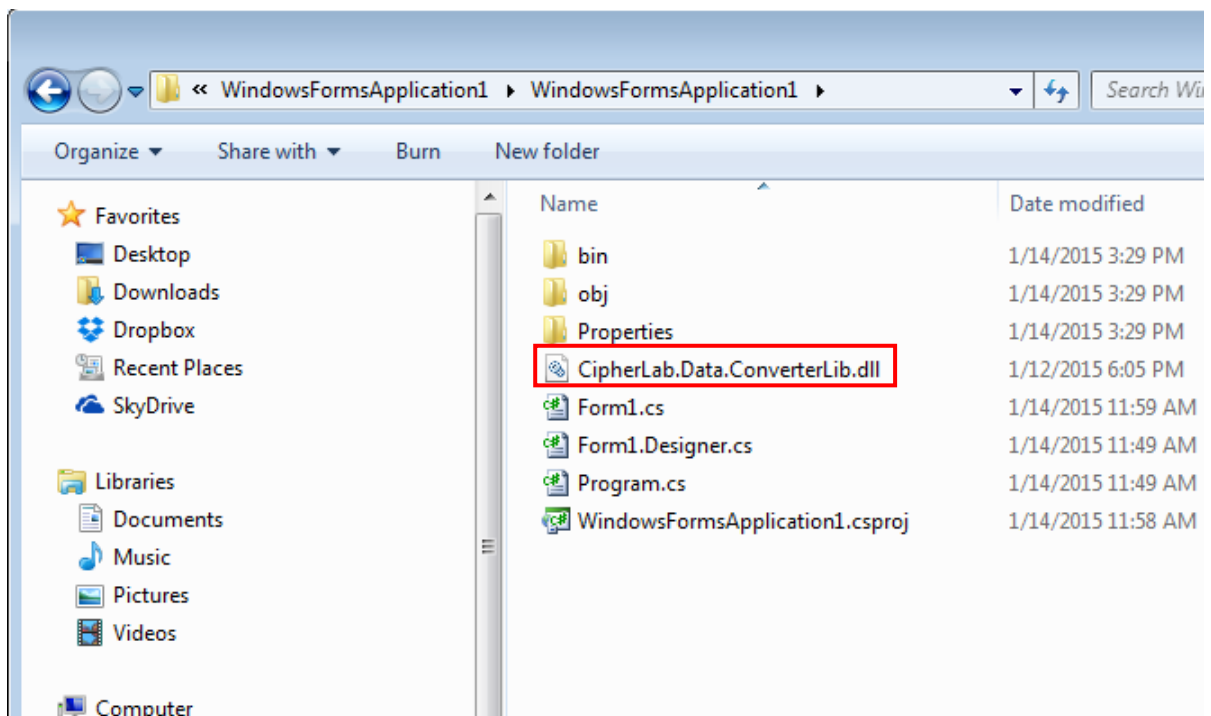 « WindowsFormsApplication1 ▸ WindowsFormsApplication1 ▸ Search Wi
Organize ▾ Share with ▾ Burn New folder
Name Date modified
Favorites
Desktop
Downloads
Dropbox
Recent Places
SkyDrive
Libraries
Documents
Music
Pictures
Videos
Computer
bin 1/14/2015 3:29 PM
obj 1/14/2015 3:29 PM
Properties 1/14/2015 3:29 PM
CipherLab.Data.ConverterLib.dll 1/12/2015 6:05 PM
Form1.cs 1/14/2015 11:59 AM
Form1.Designer.cs 1/14/2015 11:49 AM
Program.cs 1/14/2015 11:49 AM
WindowsFormsApplication1.csproj 1/14/2015 11:58 AM